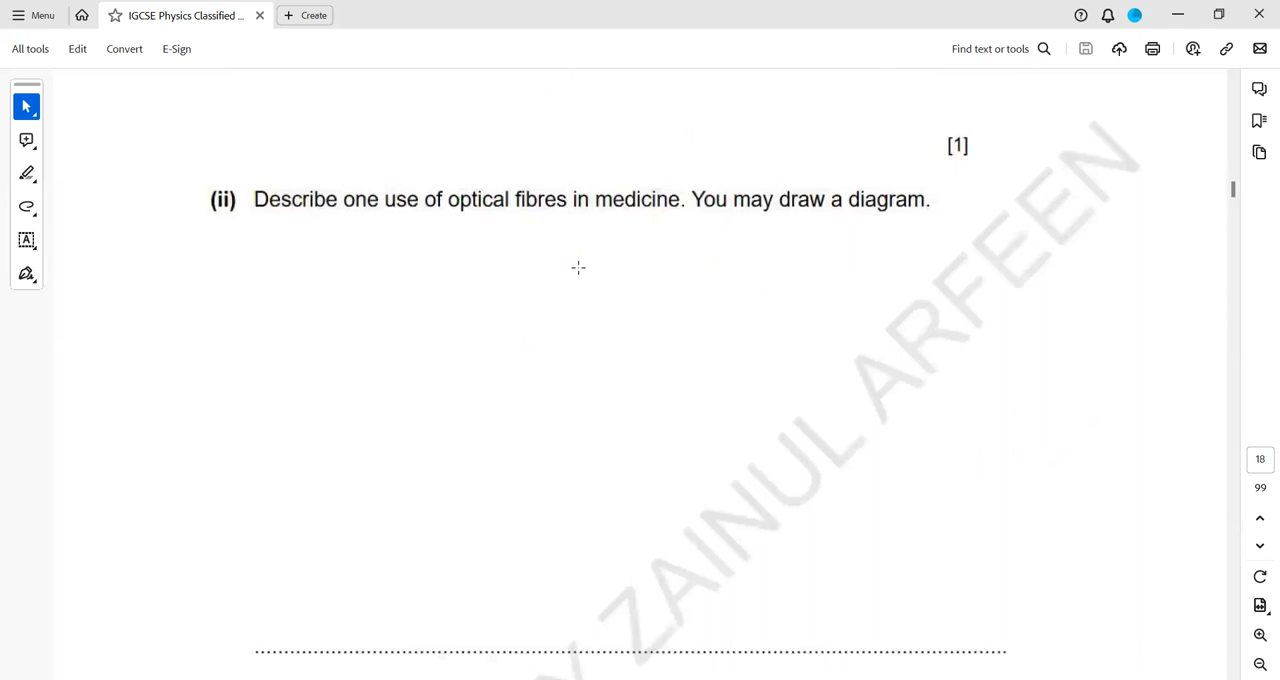 Menu
IGCSE Physics Classified ...
Create
All tools
Edit
Convert
E-Sign
Find text or tools
[1]
(ii) Describe one use of optical fibres in medicine. You may draw a diagram.
Y ZAINUL ARFEEN
18
99